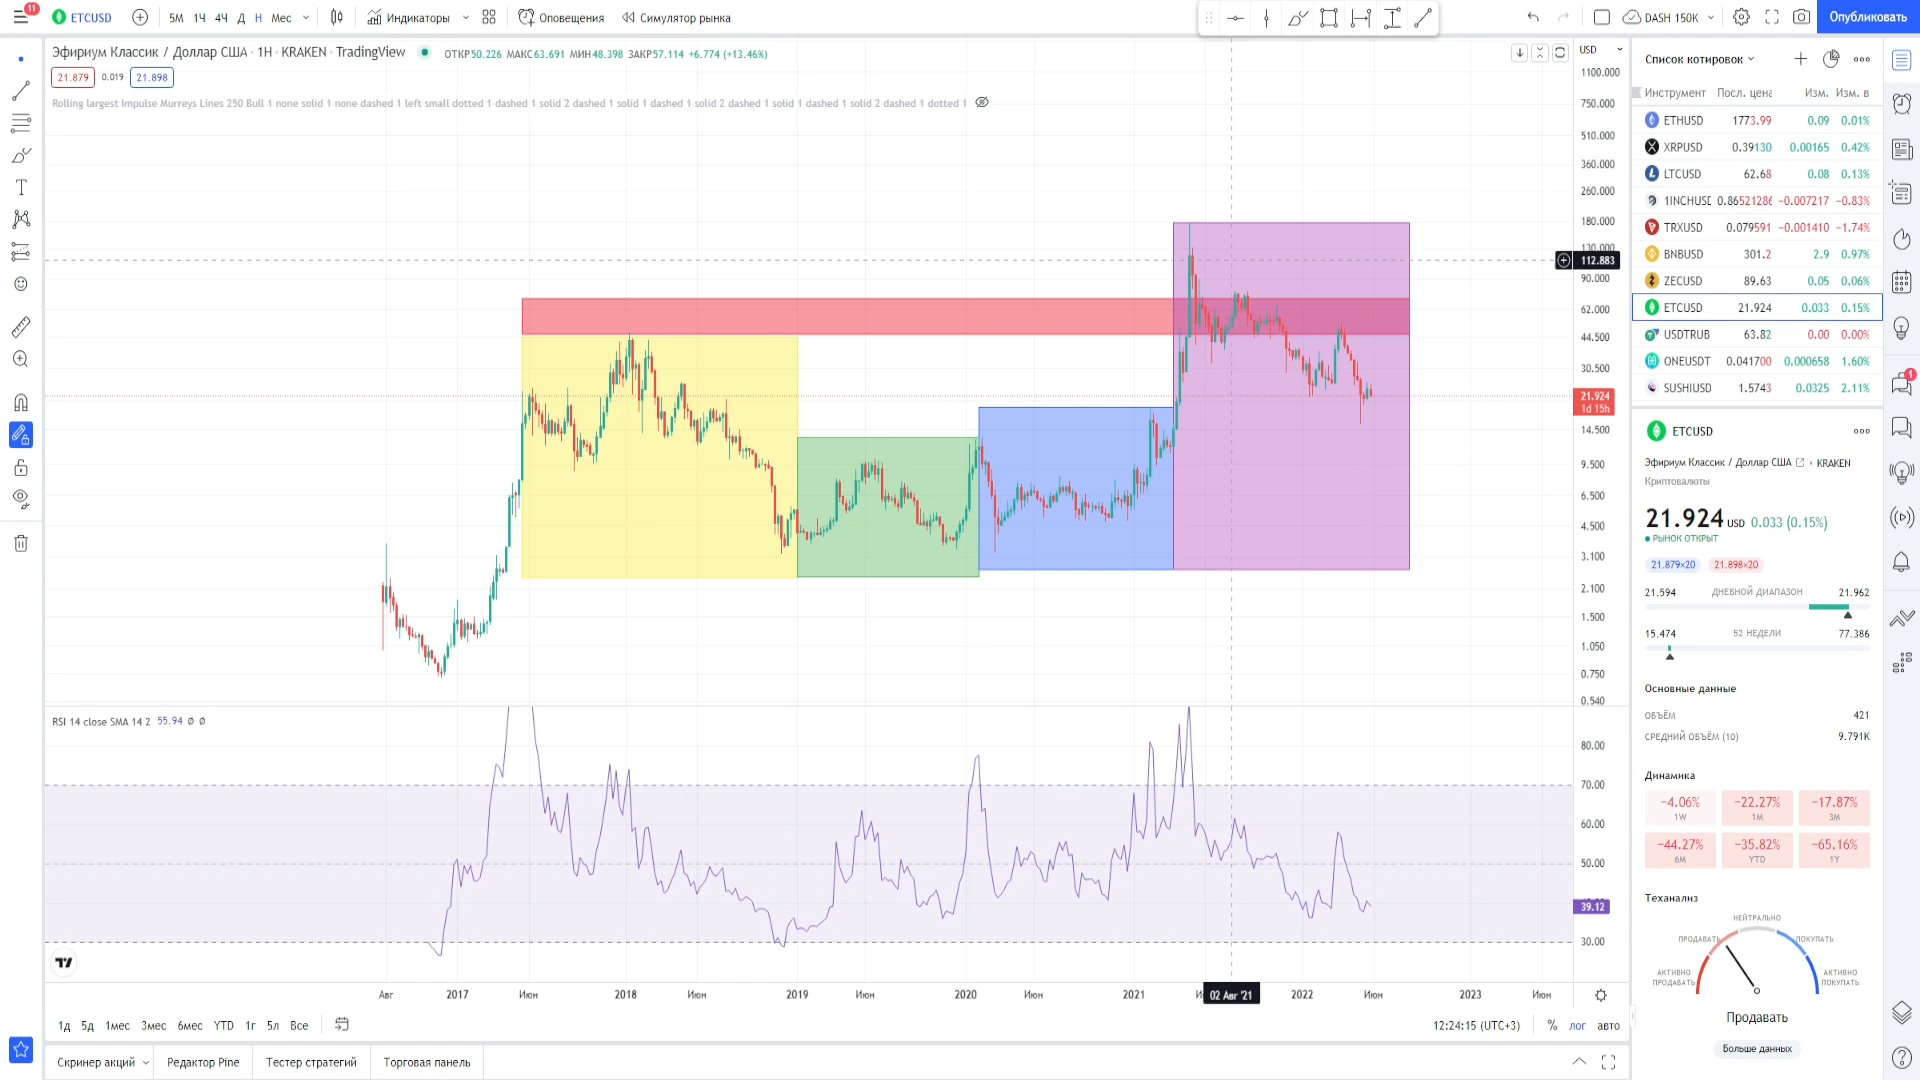 11
ETCUSD
5М 1Ч 4Ч Д Н Мес
Индикаторы
Оповещения
Симулятор рынка
DASH 150K
Опубликовать
Эфириум Классик / Доллар США · 1Н · KRAKEN · TradingView
ОТКР50.226 МАКС63.691 МИН48.398 ЗАКР57.114 +6.774 (+13.46%)
21.879 0.019 21.898
Rolling largest Impulse Murreys Lines 250 Bull 1 none solid 1 none dashed 1 left small dotted 1 dashed 1 solid 2 dashed 1 solid 1 dashed 1 solid 2 dashed 1 solid 1 dashed 1 solid 2 dashed 1 dotted 1
USD
1100.000
750.000
510.000
360.000
260.000
180.000
130.000
112.883
90.000
62.000
44.500
30.500
21.924
1d 15h
14.500
9.500
6.500
4.500
3.100
2.100
1.500
1.050
0.750
0.540
RSI 14 close SMA 14 2 55.94 Ø Ø
80.00
70.00
60.00
50.00
39.12
30.00
Авг 2017 Июн 2018 Июн 2019 Июн 2020 Июн 2021 02 Авг '21 2022 Июн 2023 Июн
1д 5д 1мес 3мес 6мес YTD 1г 5л Все
12:24:15 (UTC+3) % лог авто
Скринер акций
Редактор Pine
Тестер стратегий
Торговая панель
Список котировок
Инструмент Посл. цена Изм. Изм. в
ETHUSD 1773.99 0.09 0.01%
XRPUSD 0.39130 0.00165 0.42%
LTCUSD 62.68 0.08 0.13%
1INCHUSD 0.86521286 −0.007217 −0.83%
TRXUSD 0.079591 −0.001410 −1.74%
BNBUSD 301.2 2.9 0.97%
ZECUSD 89.63 0.05 0.06%
ETCUSD 21.924 0.033 0.15%
USDTRUB 63.82 0.00 0.00%
ONEUSDT 0.041700 0.000658 1.60%
SUSHIUSD 1.5743 0.0325 2.11%
ETCUSD
Эфириум Классик / Доллар США · KRAKEN
Криптовалюты
21.924 USD 0.033 (0.15%)
РЫНОК ОТКРЫТ
21.879×20 21.898×20
21.594 ДНЕВНОЙ ДИАПАЗОН 21.962
15.474 52 НЕДЕЛИ 77.386
Основные данные
ОБЪЁМ 421
СРЕДНИЙ ОБЪЁМ (10) 9.791K
Динамика
−4.06% −22.27% −17.87%
1W 1M 3M
−44.27% −35.82% −65.16%
6M YTD 1Y
Теханализ
НЕЙТРАЛЬНО
ПРОДАВАТЬ ПОКУПАТЬ
АКТИВНО ПРОДАВАТЬ
АКТИВНО ПОКУПАТЬ
Продавать
Больше данных
1